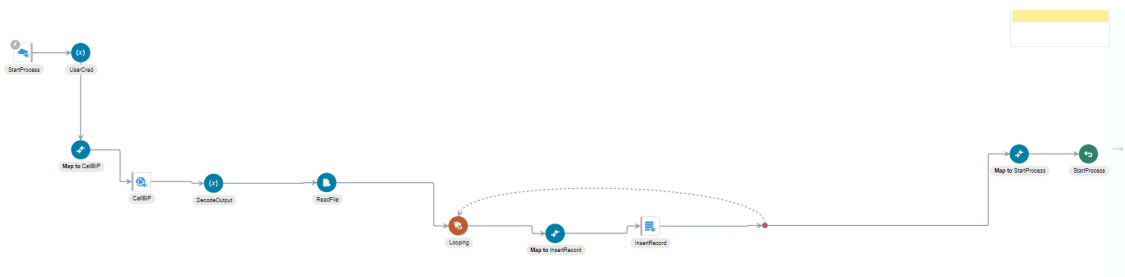 StartProcess
UserCred
Map to CallBIP
CallBIP
DecodeOutput
ReadFile
Looping
Map to InsertRecord
InsertRecord
Map to StartProcess
StartProcess